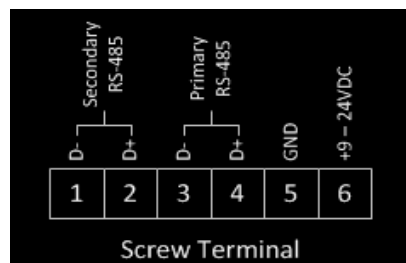 Secondary
RS-485
Primary
RS-485
D-
D+
D-
D+
GND
+9 – 24VDC
1 2 3 4 5 6
Screw Terminal